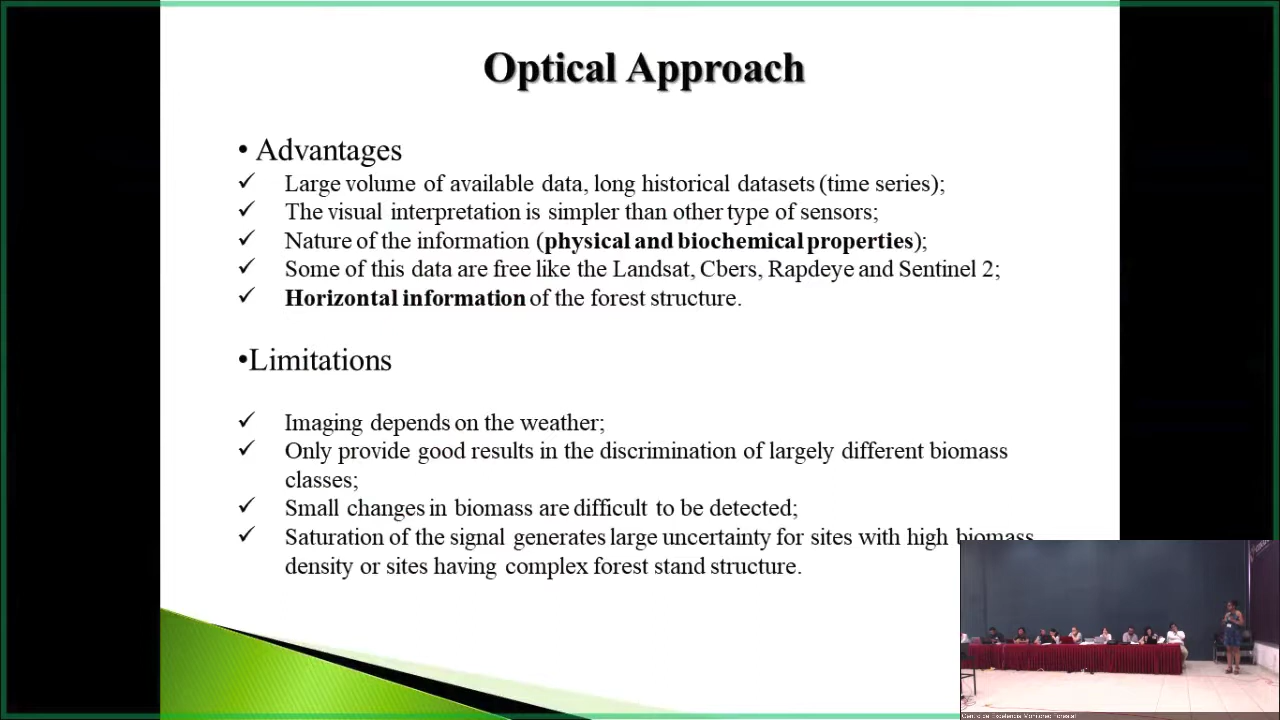 Optical Approach
• Advantages
✓ Large volume of available data, long historical datasets (time series);
✓ The visual interpretation is simpler than other type of sensors;
✓ Nature of the information (physical and biochemical properties);
✓ Some of this data are free like the Landsat, Cbers, Rapdeye and Sentinel 2;
✓ Horizontal information of the forest structure.
•Limitations
✓ Imaging depends on the weather;
✓ Only provide good results in the discrimination of largely different biomass
classes;
✓ Small changes in biomass are difficult to be detected;
✓ Saturation of the signal generates large uncertainty for sites with high biomass
density or sites having complex forest stand structure.
Centro de Excelencia Monitoreo Forestal